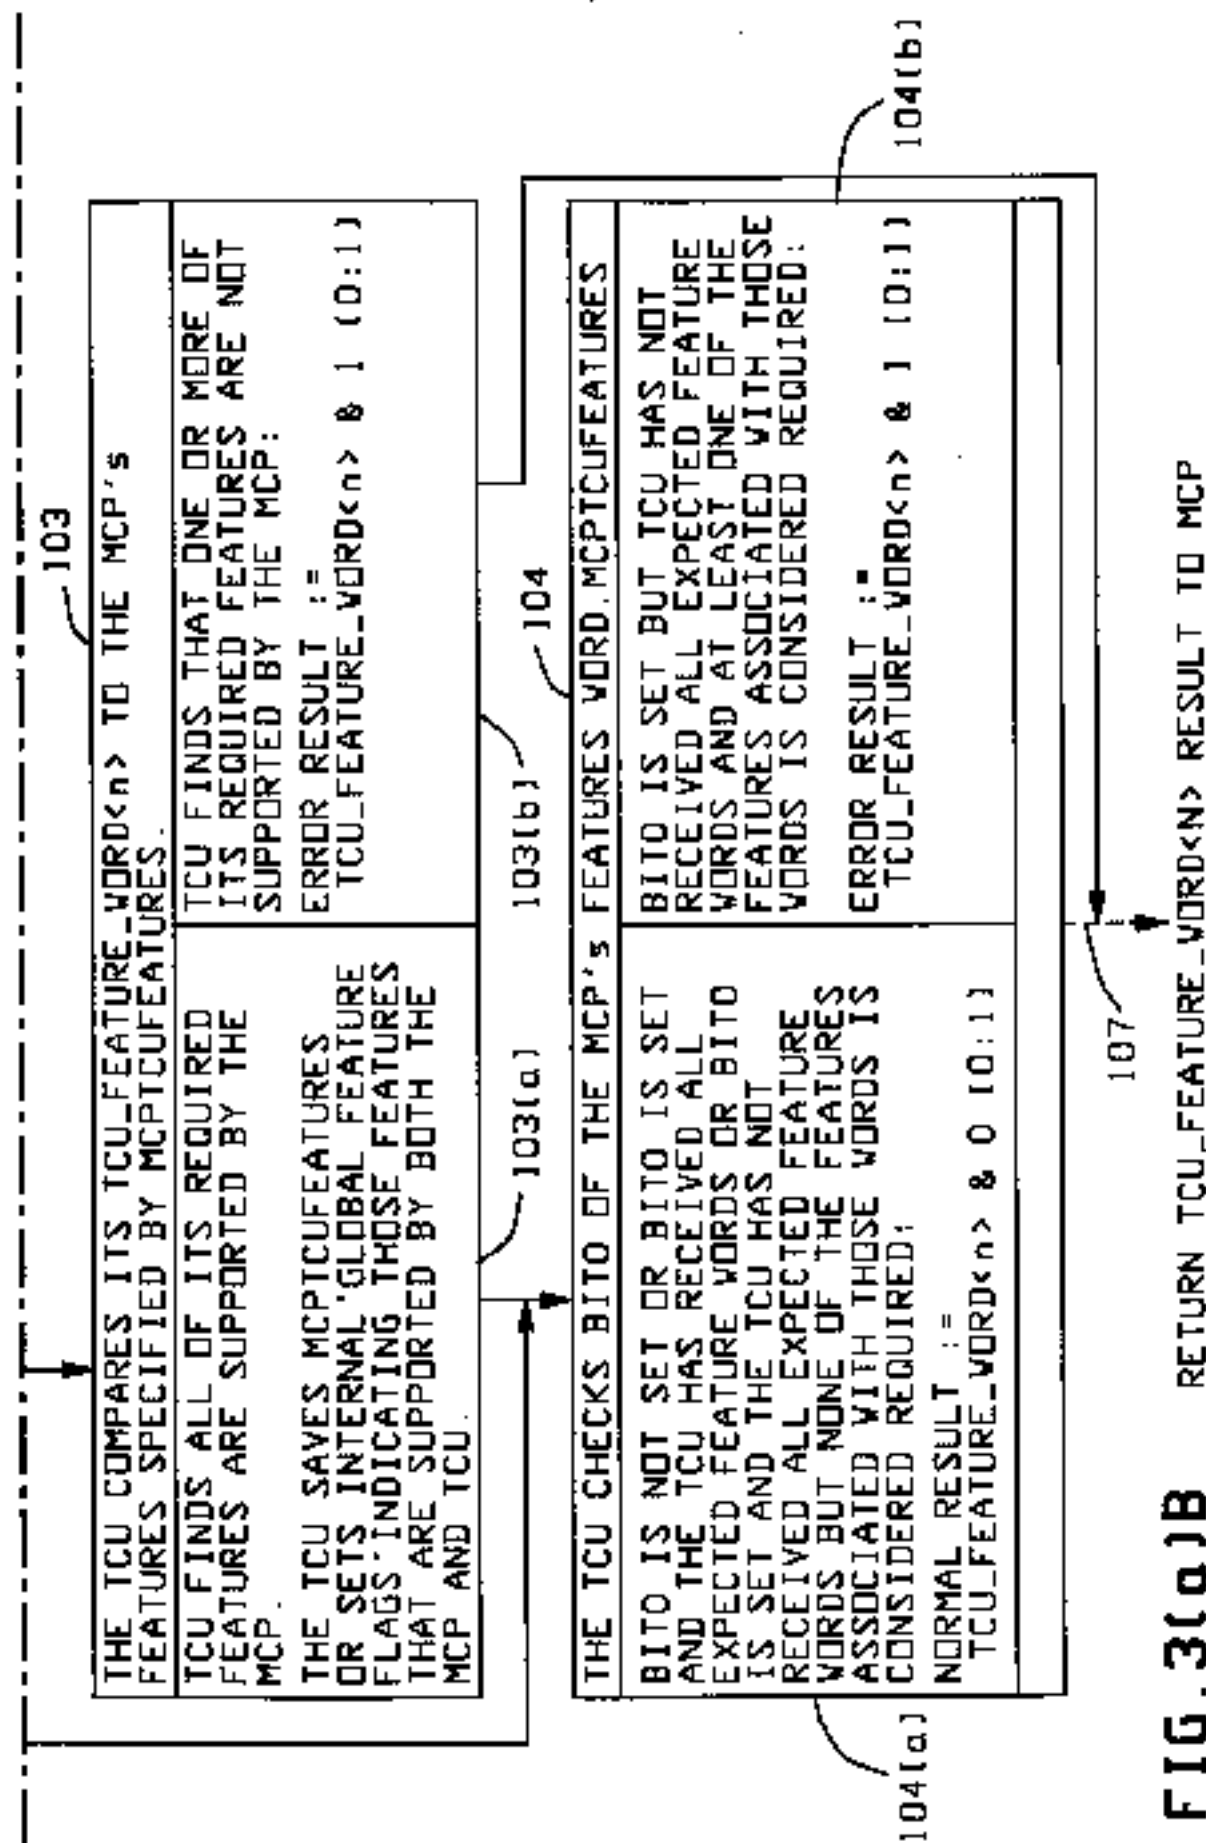 103
THE TCU COMPARES ITS TCU_FEATURE_WORD<n> TO THE MCP's
FEATURES SPECIFIED BY MCPTCUFEATURES.
TCU FINDS ALL OF ITS REQUIRED
FEATURES ARE SUPPORTED BY THE
MCP.
THE TCU SAVES MCPTCUFEATURES
OR SETS INTERNAL 'GLOBAL FEATURE
FLAGS' INDICATING THOSE FEATURES
THAT ARE SUPPORTED BY BOTH THE
MCP AND TCU
TCU FINDS THAT ONE OR MORE OF
ITS REQUIRED FEATURES ARE NOT
SUPPORTED BY THE MCP:
ERROR RESULT :=
TCU_FEATURE_WORD<n> & 1 (0:1)
103(a)
103(b)
104
THE TCU CHECKS BIT0 OF THE MCP's FEATURES WORD.MCPTCUFEATURES
BIT0 IS NOT SET OR BIT0 IS SET
AND THE TCU HAS RECEIVED ALL
EXPECTED FEATURE WORDS OR BIT0
IS SET AND THE TCU HAS NOT
RECEIVED ALL EXPECTED FEATURE
WORDS BUT NONE OF THE FEATURES
ASSOCIATED WITH THOSE WORDS IS
CONSIDERED REQUIRED:
NORMAL RESULT :=
TCU_FEATURE_WORD<n> & 0 [0:1]
BIT0 IS SET BUT TCU HAS NOT
RECEIVED ALL EXPECTED FEATURE
WORDS AND AT LEAST ONE OF THE
FEATURES ASSOCIATED WITH THOSE
WORDS IS CONSIDERED REQUIRED:
ERROR RESULT :=
TCU_FEATURE_WORD<n> & 1 [0:1]
104(a)
104(b)
107
RETURN TCU_FEATURE_WORD<N> RESULT TO MCP
FIG.3(a)B